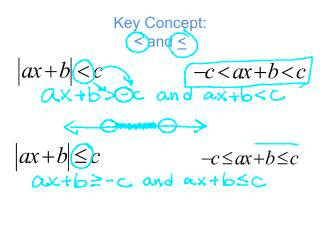 Key Concept:
< and ≤
|ax+b|<c −c<ax+b<c
ax+b>-c and ax+b<c
|ax+b|≤c −c≤ax+b≤c
ax+b≥-c and ax+b≤c